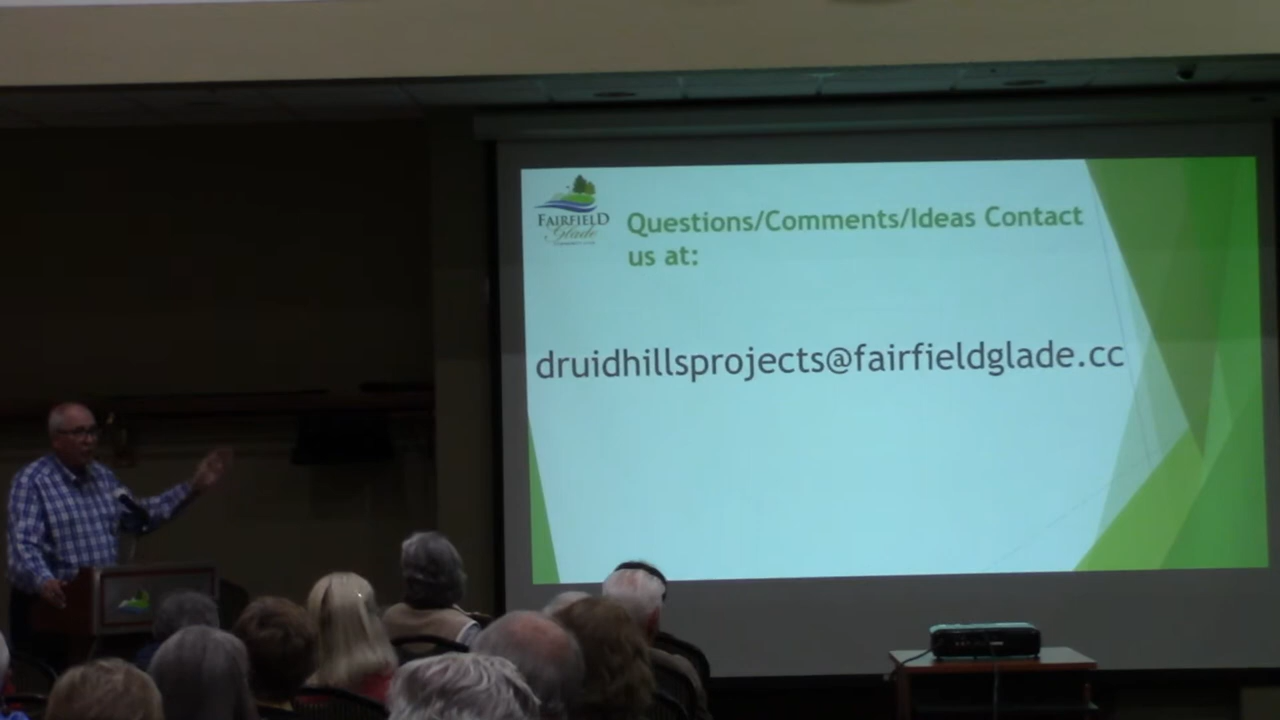 FAIRFIELD
Glade
Questions/Comments/Ideas Contact
us at:
druidhillsprojects@fairfieldglade.cc